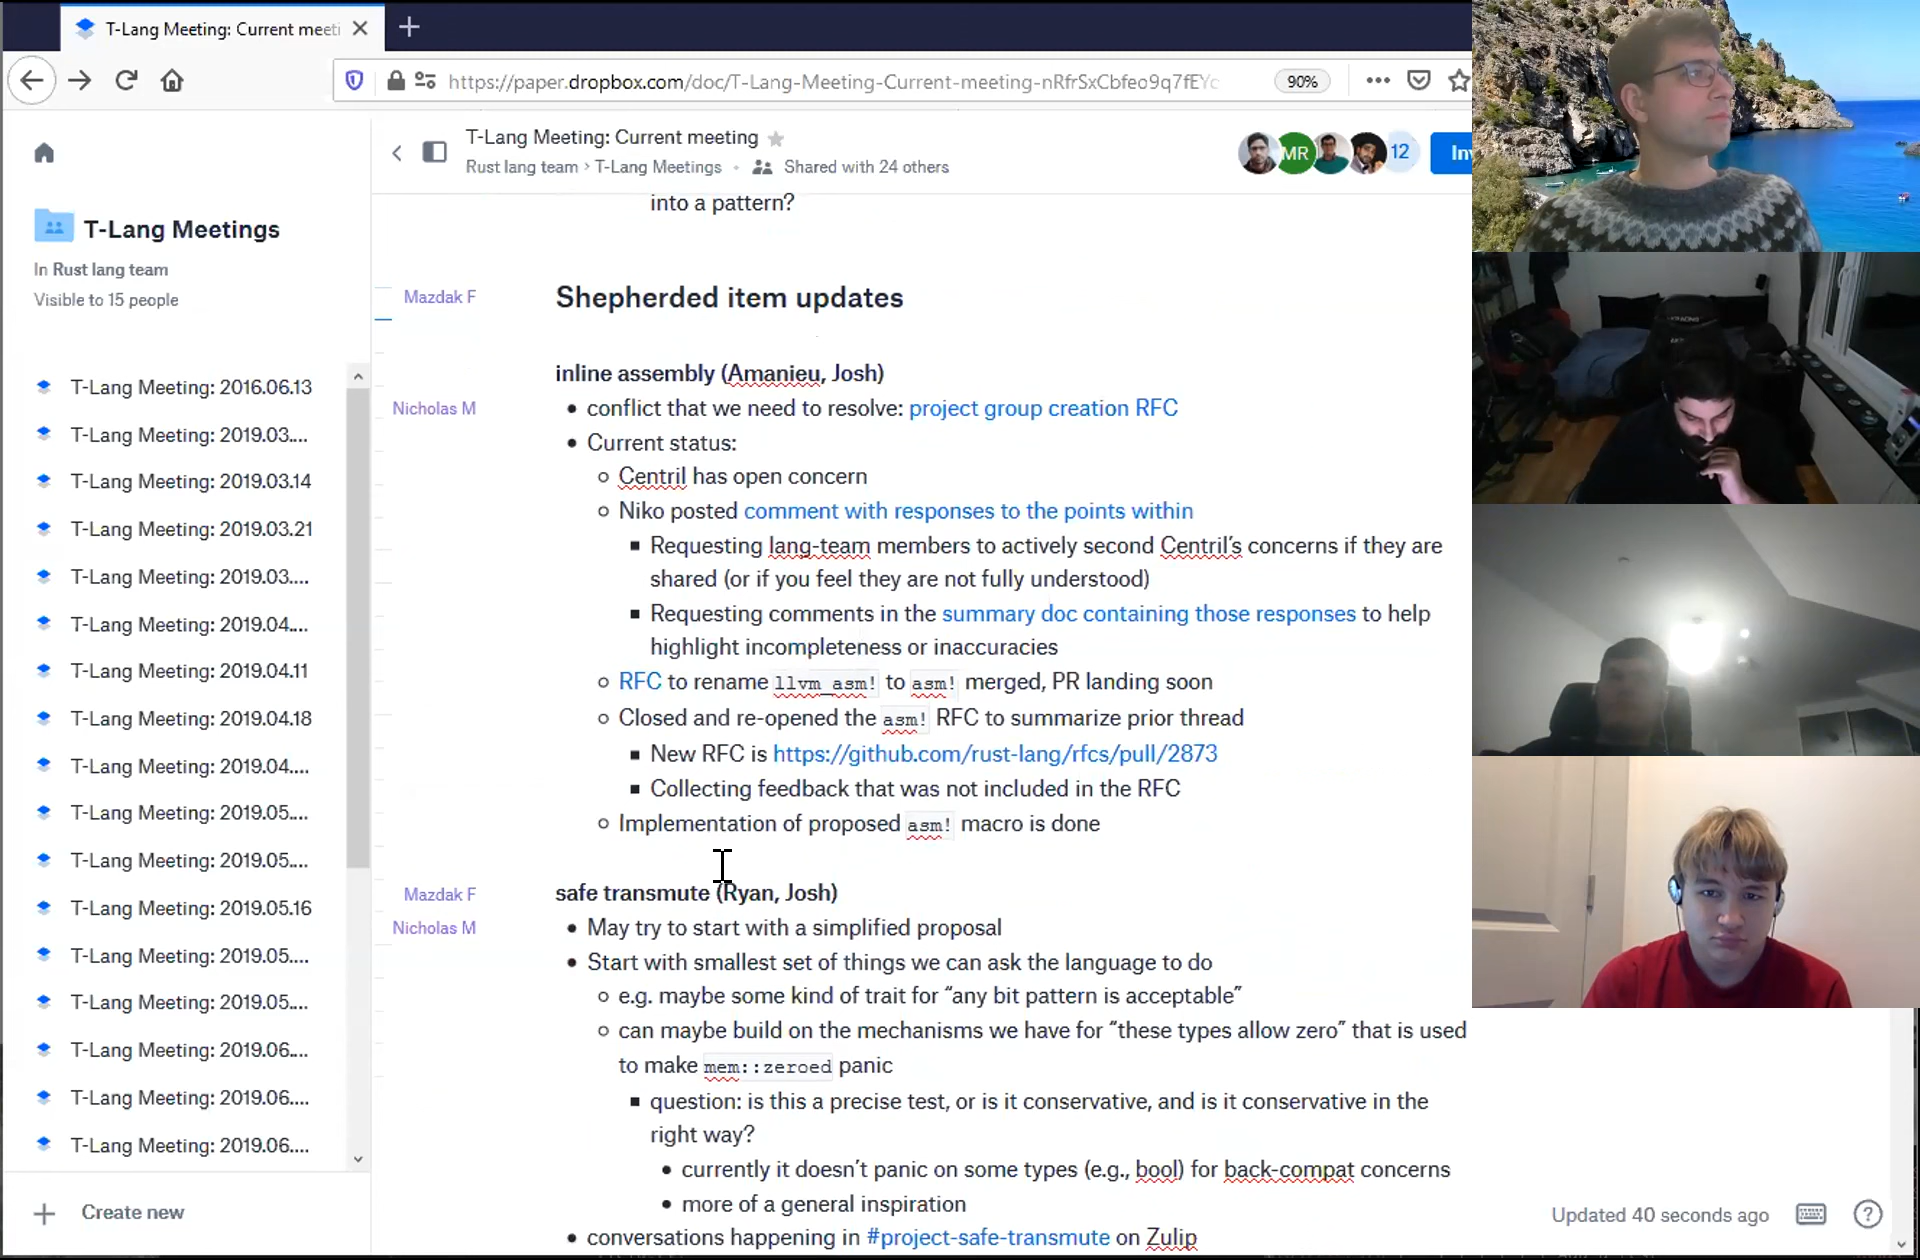 T-Lang Meeting: Current meeti
https://paper.dropbox.com/doc/T-Lang-Meeting-Current-meeting-nRfrSxCbfeo9q7fEYc
90%
T-Lang Meeting: Current meeting
Rust lang team › T-Lang Meetings • Shared with 24 others
MR
12
Inv
T-Lang Meetings
In Rust lang team
Visible to 15 people
T-Lang Meeting: 2016.06.13
T-Lang Meeting: 2019.03....
T-Lang Meeting: 2019.03.14
T-Lang Meeting: 2019.03.21
T-Lang Meeting: 2019.03....
T-Lang Meeting: 2019.04....
T-Lang Meeting: 2019.04.11
T-Lang Meeting: 2019.04.18
T-Lang Meeting: 2019.04....
T-Lang Meeting: 2019.05....
T-Lang Meeting: 2019.05....
T-Lang Meeting: 2019.05.16
T-Lang Meeting: 2019.05....
T-Lang Meeting: 2019.05....
T-Lang Meeting: 2019.06....
T-Lang Meeting: 2019.06....
T-Lang Meeting: 2019.06....
Create new
into a pattern?
Mazdak F
Shepherded item updates
inline assembly (Amanieu, Josh)
Nicholas M
• conflict that we need to resolve: project group creation RFC
• Current status:
○ Centril has open concern
○ Niko posted comment with responses to the points within
▪ Requesting lang-team members to actively second Centril's concerns if they are
shared (or if you feel they are not fully understood)
▪ Requesting comments in the summary doc containing those responses to help
highlight incompleteness or inaccuracies
○ RFC to rename llvm_asm! to asm! merged, PR landing soon
○ Closed and re-opened the asm! RFC to summarize prior thread
▪ New RFC is https://github.com/rust-lang/rfcs/pull/2873
▪ Collecting feedback that was not included in the RFC
○ Implementation of proposed asm! macro is done
Mazdak F
safe transmute (Ryan, Josh)
Nicholas M
• May try to start with a simplified proposal
• Start with smallest set of things we can ask the language to do
○ e.g. maybe some kind of trait for “any bit pattern is acceptable”
○ can maybe build on the mechanisms we have for “these types allow zero” that is used
to make mem::zeroed panic
▪ question: is this a precise test, or is it conservative, and is it conservative in the
right way?
• currently it doesn't panic on some types (e.g., bool) for back-compat concerns
• more of a general inspiration
• conversations happening in #project-safe-transmute on Zulip
Updated 40 seconds ago